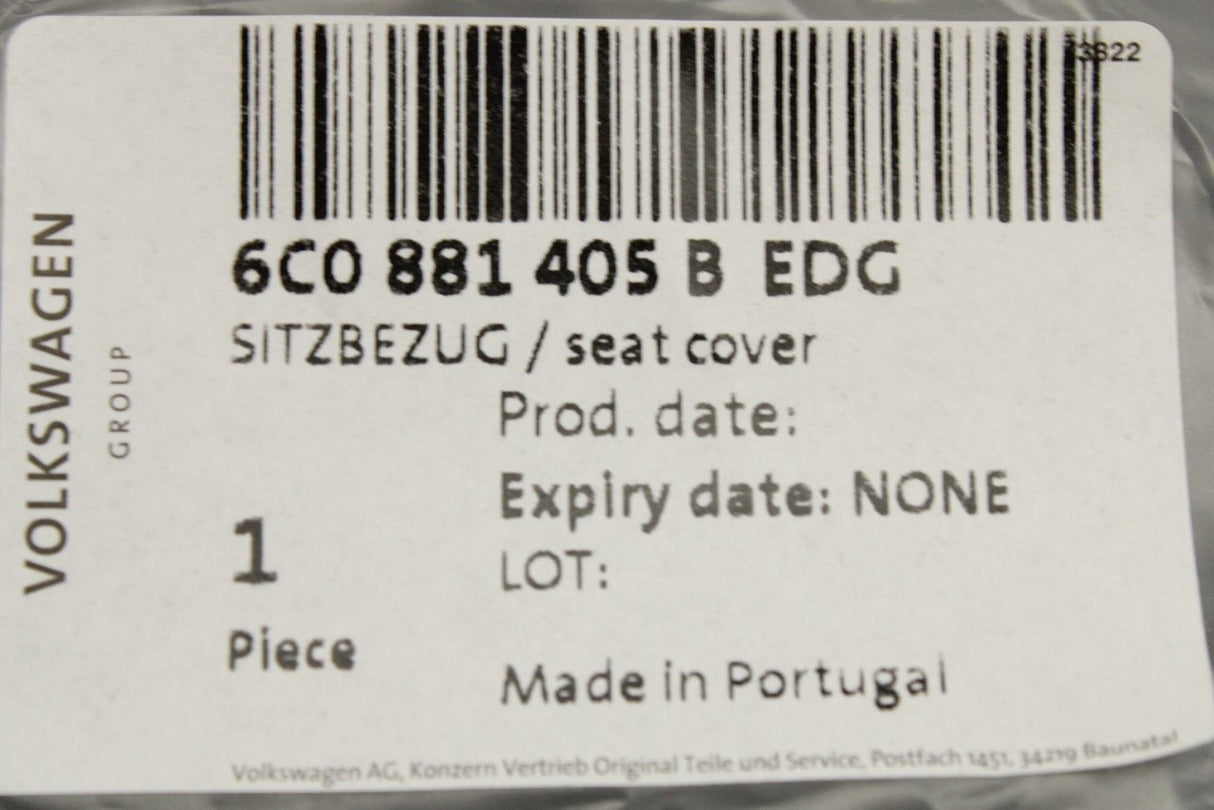 6C0 881 405 B EDG
SITZBEZUG / seat cover
Prod. date:
Expiry date: NONE
LOT:
1
Piece
Made in Portugal
VOLKSWAGEN
GROUP
Volkswagen AG, Konzern Vertrieb Original Teile und Service, Postfach 1451, 34219 Baunatal